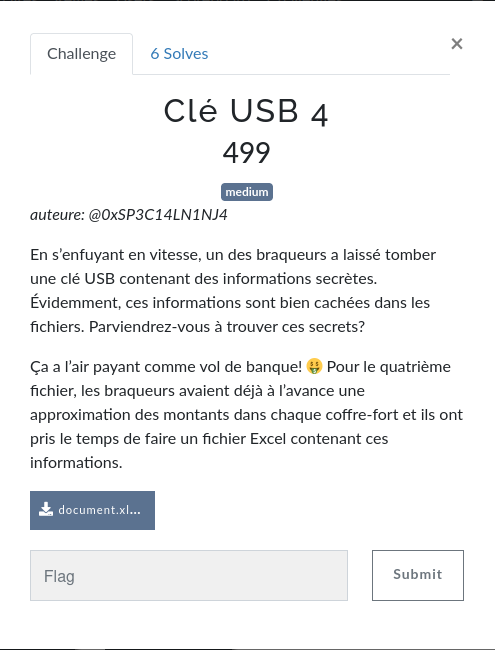 Challenge
6 Solves
×
Clé USB 4
499
medium
auteure: @0xSP3C14LN1NJ4
En s’enfuyant en vitesse, un des braqueurs a laissé tomber
une clé USB contenant des informations secrètes.
Évidemment, ces informations sont bien cachées dans les
fichiers. Parviendrez-vous à trouver ces secrets?
Ça a l’air payant comme vol de banque! 🤑 Pour le quatrième
fichier, les braqueurs avaient déjà à l’avance une
approximation des montants dans chaque coffre-fort et ils ont
pris le temps de faire un fichier Excel contenant ces
informations.
document.xl...
Flag
Submit